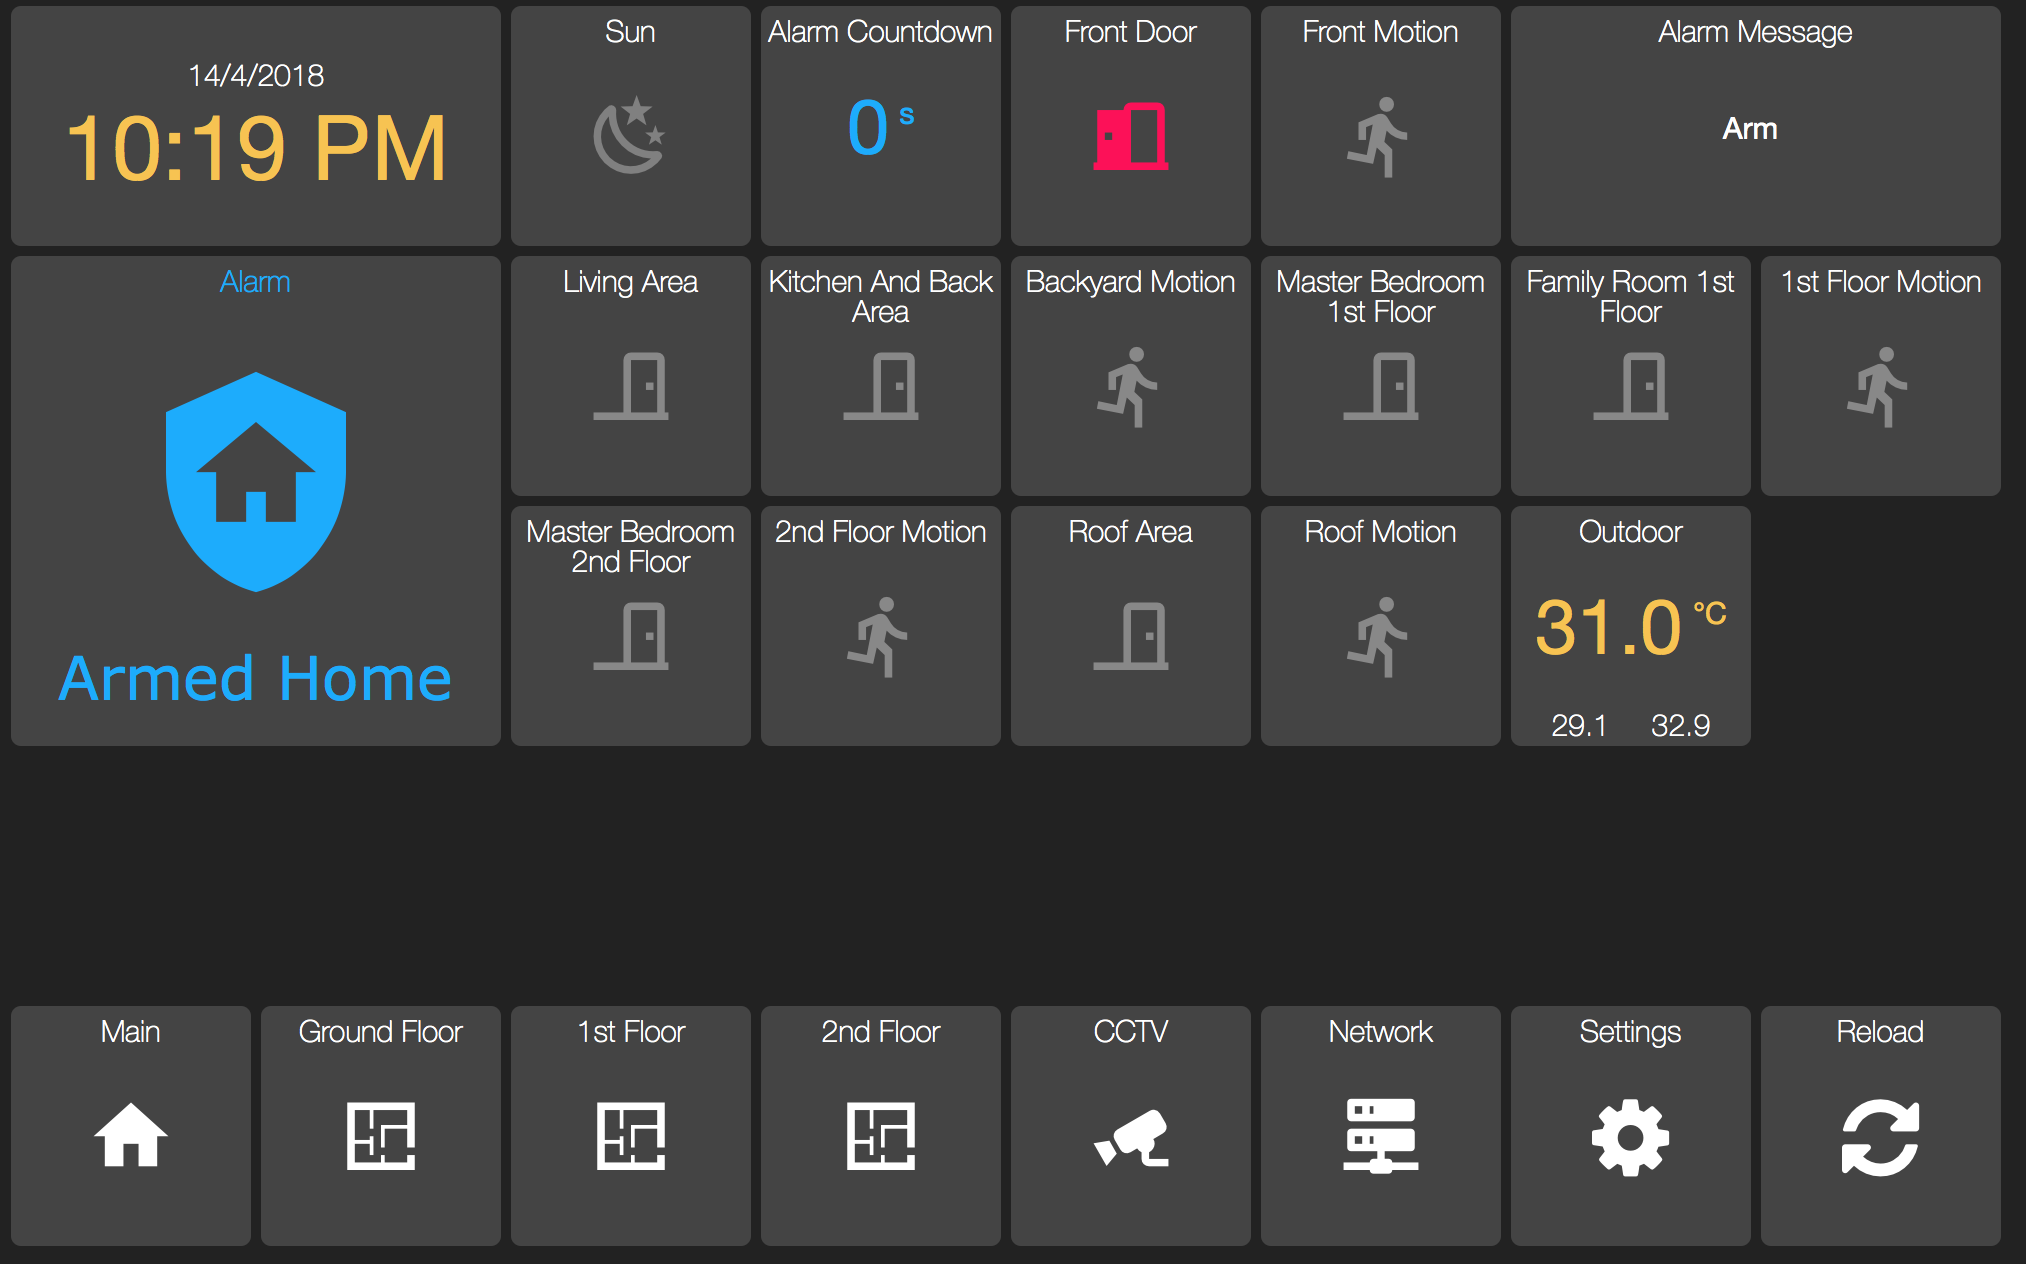 14/4/2018
10:19 PM
Sun
Alarm Countdown
0 s
Front Door
Front Motion
Alarm Message
Arm
Alarm
Armed Home
Living Area
Kitchen And Back
Area
Backyard Motion
Master Bedroom
1st Floor
Family Room 1st
Floor
1st Floor Motion
Master Bedroom
2nd Floor
2nd Floor Motion
Roof Area
Roof Motion
Outdoor
31.0 °C
29.1 32.9
Main
Ground Floor
1st Floor
2nd Floor
CCTV
Network
Settings
Reload